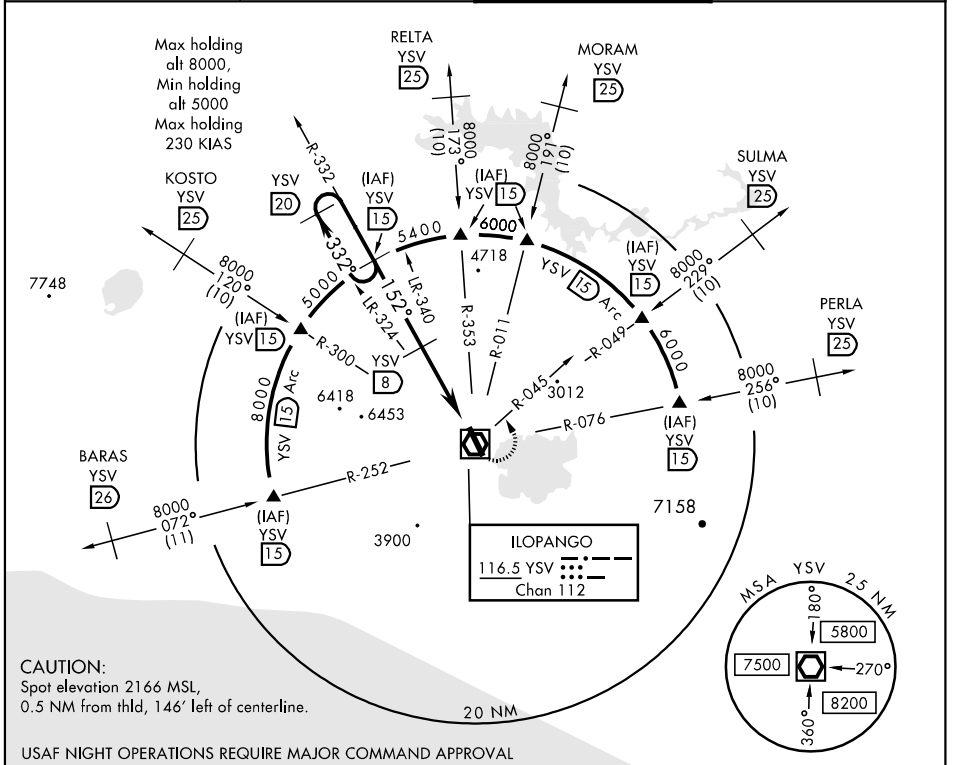 Max holding
alt 8000,
Min holding
alt 5000
Max holding
230 KIAS
RELTA
YSV
25
MORAM
YSV
25
SULMA
YSV
25
PERLA
YSV
25
KOSTO
YSV
25
BARAS
YSV
26
8000
173°
(10)
8000
191°
(10)
8000
229°
(10)
8000
256°
(10)
8000
120°
(10)
8000
072°
(11)
R-332
YSV
20
(IAF)
YSV
15
(IAF)
YSV 15
(IAF)
YSV
15
(IAF)
YSV
15
(IAF)
YSV 15
(IAF)
YSV
15
332°
152°
5000
5400
6000
6000
8000
YSV 15 Arc
YSV 15 Arc
LR-340
LR-324
R-353
R-011
R-049
R-045
R-076
R-300
R-252
YSV
8
7748
4718
3012
6418
6453
3900
7158
ILOPANGO
116.5 YSV
Chan 112
20 NM
MSA YSV 25 NM
180°
5800
7500
270°
8200
360°
CAUTION:
Spot elevation 2166 MSL,
0.5 NM from thld, 146' left of centerline.
USAF NIGHT OPERATIONS REQUIRE MAJOR COMMAND APPROVAL